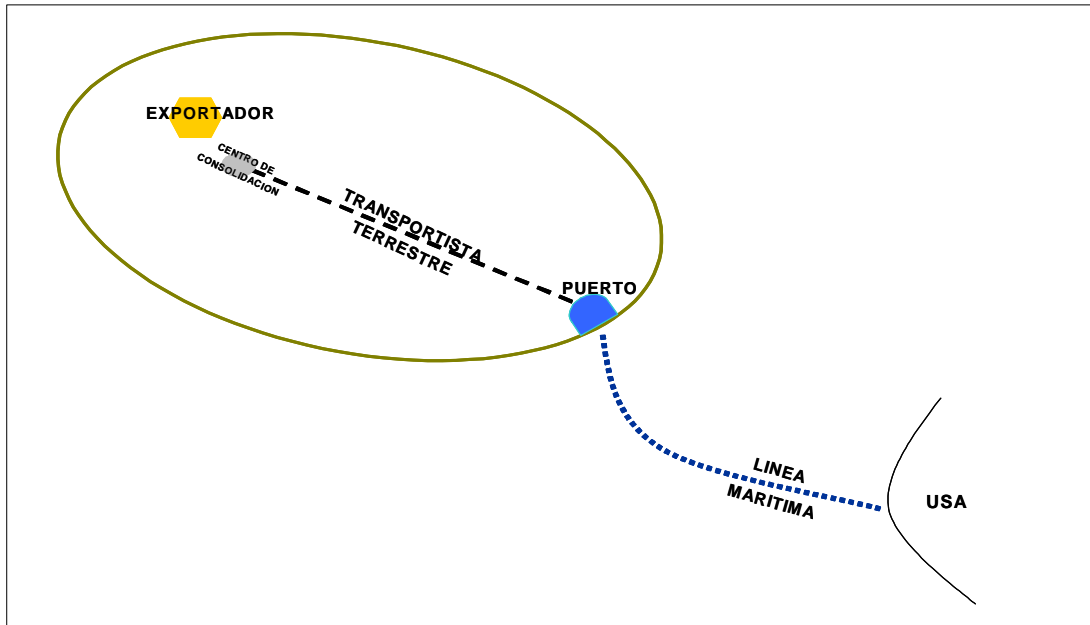 EXPORTADOR
CENTRO DE
CONSOLIDACION
TRANSPORTISTA
TERRESTRE
PUERTO
LINEA
MARITIMA
USA